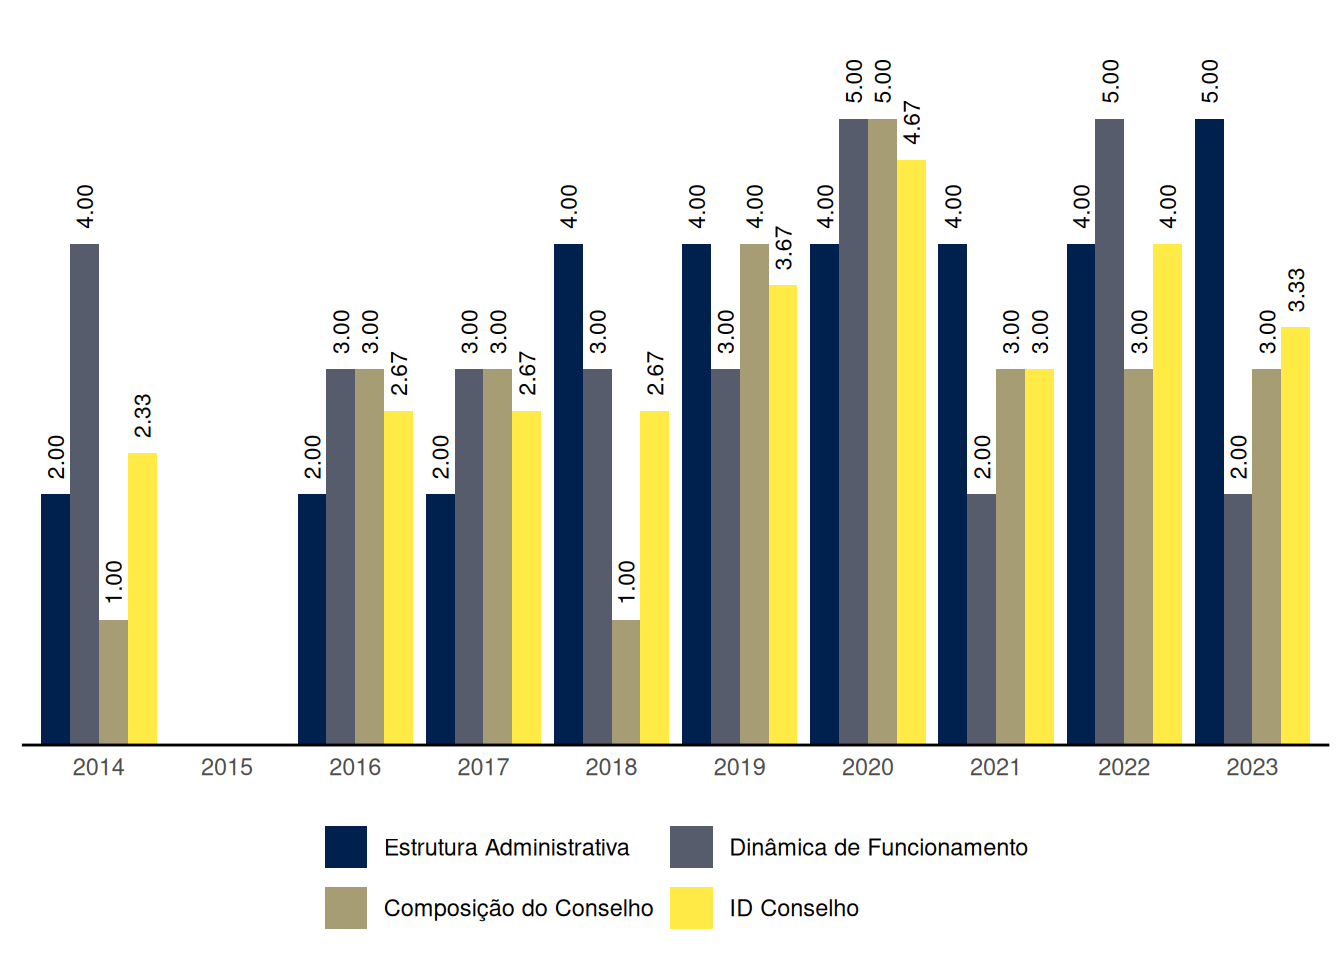 2.00 4.00 1.00 2.33
2.00 3.00 3.00 2.67
2.00 3.00 3.00 2.67
4.00 3.00 1.00 2.67
4.00 3.00 4.00 3.67
4.00 5.00 5.00 4.67
4.00 2.00 3.00 3.00
4.00 5.00 3.00 4.00
5.00 2.00 3.00 3.33
2014 2015 2016 2017 2018 2019 2020 2021 2022 2023
Estrutura Administrativa Dinâmica de Funcionamento
Composição do Conselho ID Conselho